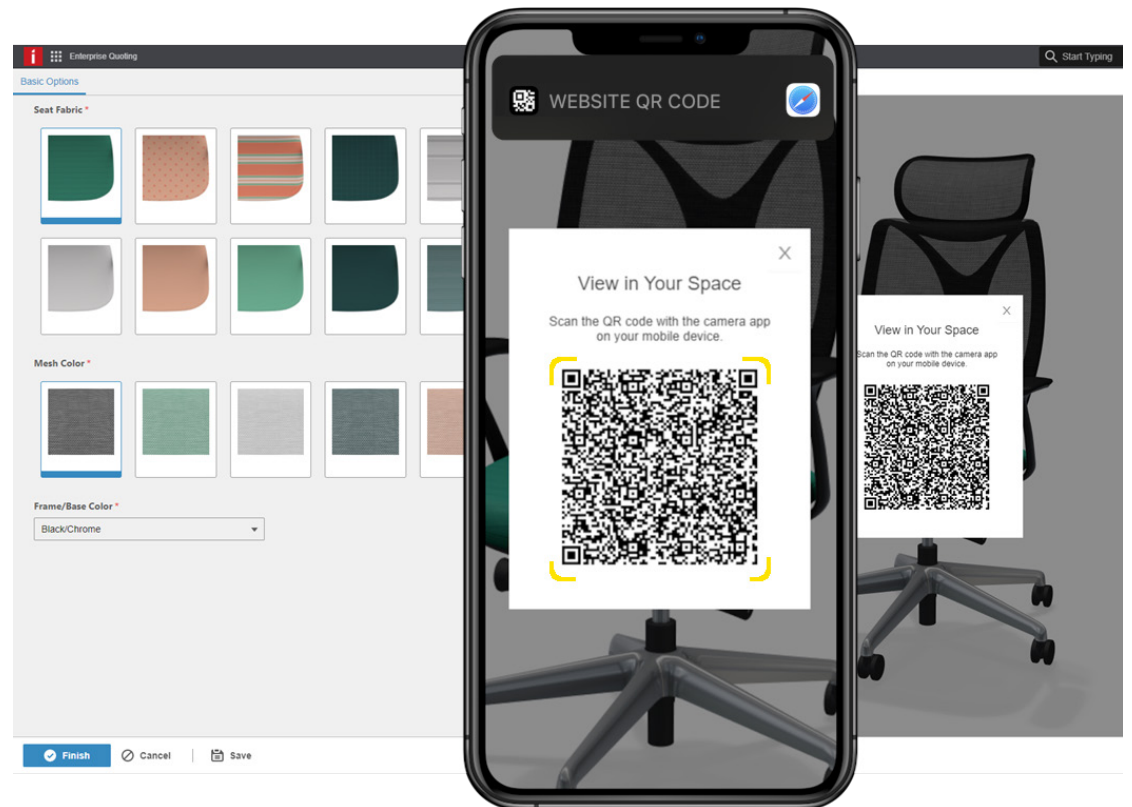 Enterprise Quoting
Start Typing
Basic Options
Seat Fabric *
Mesh Color *
Frame/Base Color *
Black/Chrome
Finish
Cancel
Save
WEBSITE QR CODE
X
View in Your Space
Scan the QR code with the camera app
on your mobile device.
X
View in Your Space
Scan the QR code with the camera app
on your mobile device.